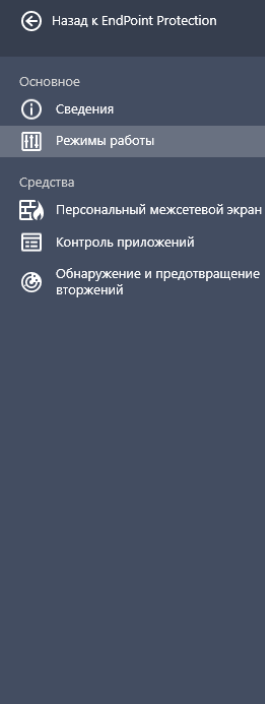 Назад к EndPoint Protection
Основное
Сведения
Режимы работы
Средства
Персональный межсетевой экран
Контроль приложений
Обнаружение и предотвращение
вторжений